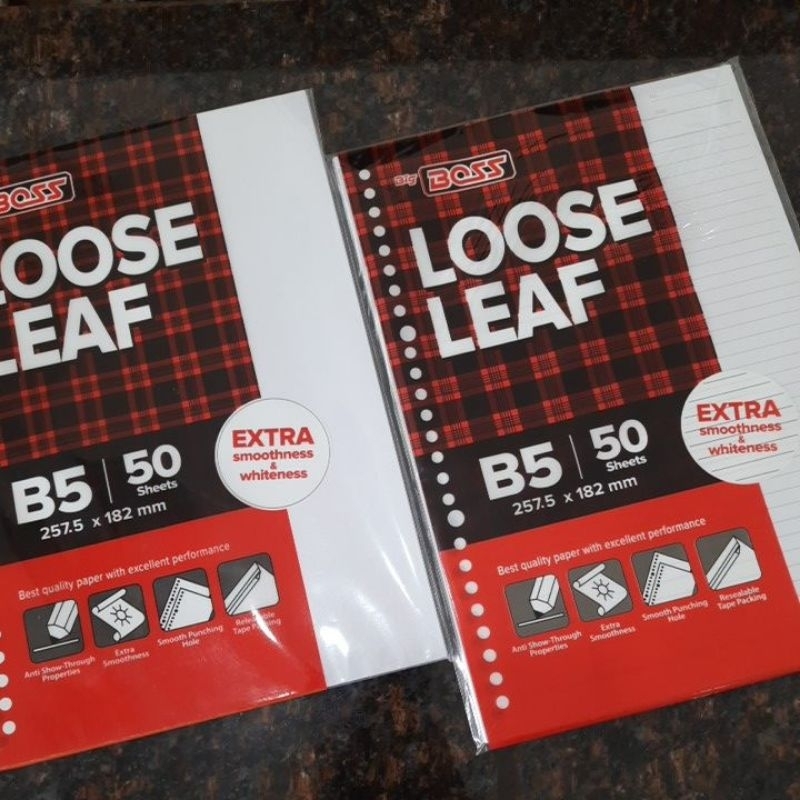 BOSS
LOOSE
LEAF
EXTRA
smoothness
&
whiteness
B5 | 50
Sheets
257.5 x 182 mm
Best quality paper with excellent performance
Anti Show-Through
Properties
Extra
Smoothness
Smooth Punching
Hole
Resealable
Tape Packing
Big BOSS
LOOSE
LEAF
EXTRA
smoothness
&
whiteness
B5 | 50
Sheets
257.5 x 182 mm
Best quality paper with excellent performance
Anti Show-Through
Properties
Extra
Smoothness
Smooth Punching
Hole
Resealable
Tape Packing